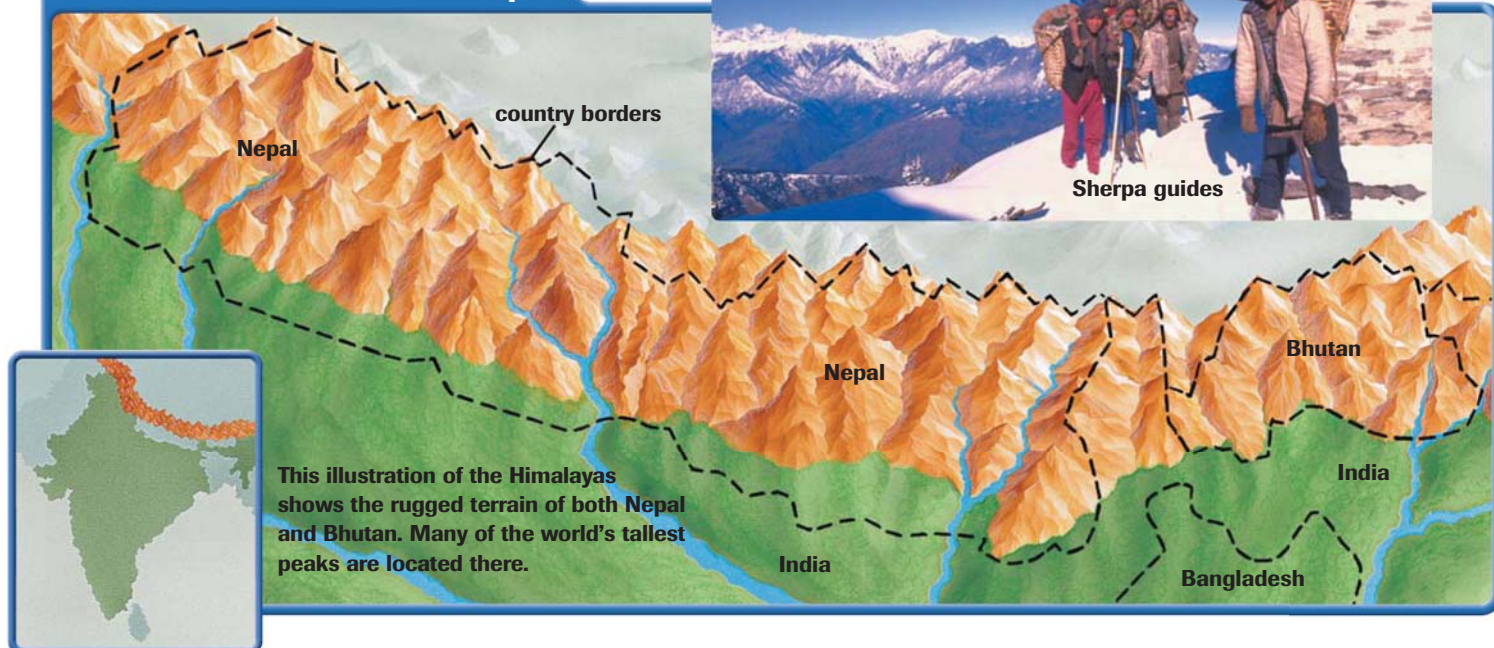 country borders
Nepal
Sherpa guides
Nepal
Bhutan
India
This illustration of the Himalayas
shows the rugged terrain of both Nepal
and Bhutan. Many of the world's tallest
peaks are located there.
India
Bangladesh